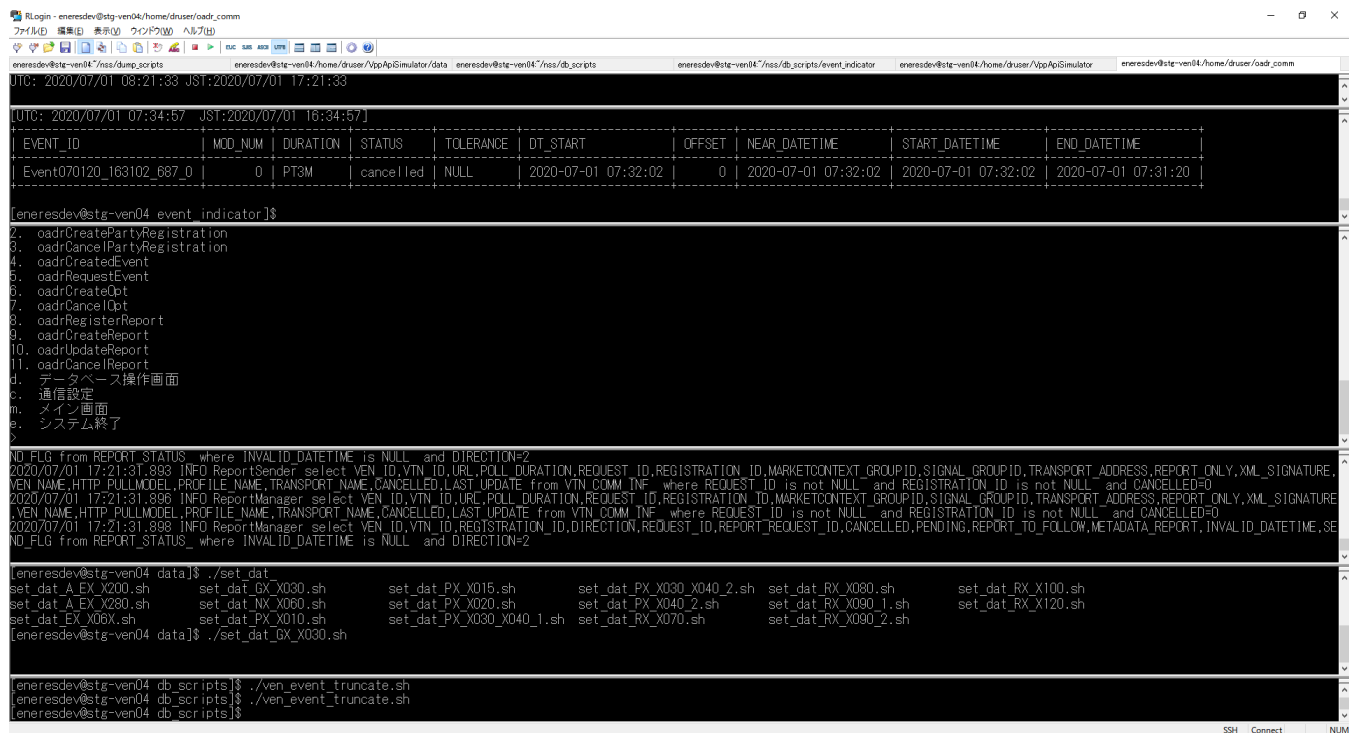 RLogin - eneresdev@stg-ven04:/home/druser/oadr_comm
ファイル(F) 編集(E) 表示(V) ウィンドウ(W) ヘルプ(H)
EUC SJIS ASCII UTF8
eneresdev@stg-ven04:~/nss/dump_scripts eneresdev@stg-ven04:/home/druser/VppApiSimulator/data eneresdev@stg-ven04:~/nss/db_scripts eneresdev@stg-ven04:~/nss/db_scripts/event_indicator eneresdev@stg-ven04:/home/druser/VppApiSimulator eneresdev@stg-ven04:/home/druser/oadr_comm
UTC: 2020/07/01 08:21:33 JST:2020/07/01 17:21:33
[UTC: 2020/07/01 07:34:57 JST:2020/07/01 16:34:57]
| EVENT_ID | MOD_NUM | DURATION | STATUS | TOLERANCE | DT_START | OFFSET | NEAR_DATETIME | START_DATETIME | END_DATETIME |
| Event070120_163102_687_0 | 0 | PT3M | cancelled | NULL | 2020-07-01 07:32:02 | 0 | 2020-07-01 07:32:02 | 2020-07-01 07:32:02 | 2020-07-01 07:31:20 |
[eneresdev@stg-ven04 event_indicator]$
2. oadrCreatePartyRegistration
3. oadrCancelPartyRegistration
4. oadrCreatedEvent
5. oadrRequestEvent
6. oadrCreateOpt
7. oadrCancelOpt
8. oadrRegisterReport
9. oadrCreateReport
10. oadrUpdateReport
11. oadrCancelReport
d. データベース操作画面
c. 通信設定
m. メイン画面
e. システム終了
>
ND_FLG from REPORT_STATUS_ where INVALID_DATETIME is NULL and DIRECTION=2
2020/07/01 17:21:31.893 INFO ReportSender select VEN_ID,VTN_ID,URL,POLL_DURATION,REQUEST_ID,REGISTRATION_ID,MARKETCONTEXT_GROUPID,SIGNAL_GROUPID,TRANSPORT_ADDRESS,REPORT_ONLY,XML_SIGNATURE,
VEN_NAME,HTTP_PULLMODEL,PROFILE_NAME,TRANSPORT_NAME,CANCELLED,LAST_UPDATE from VTN_COMM_INF_ where REQUEST_ID is not NULL and REGISTRATION_ID is not NULL and CANCELLED=0
2020/07/01 17:21:31.896 INFO ReportManager select VEN_ID,VTN_ID,URL,POLL_DURATION,REQUEST_ID,REGISTRATION_ID,MARKETCONTEXT_GROUPID,SIGNAL_GROUPID,TRANSPORT_ADDRESS,REPORT_ONLY,XML_SIGNATURE
,VEN_NAME,HTTP_PULLMODEL,PROFILE_NAME,TRANSPORT_NAME,CANCELLED,LAST_UPDATE from VTN_COMM_INF_ where REQUEST_ID is not NULL and REGISTRATION_ID is not NULL and CANCELLED=0
2020/07/01 17:21:31.898 INFO ReportManager select VEN_ID,VTN_ID,REGISTRATION_ID,DIRECTION,REQUEST_ID,REPORT_REQUEST_ID,CANCELLED,PENDING,REPORT_TO_FOLLOW,METADATA_REPORT,INVALID_DATETIME,SE
ND_FLG from REPORT_STATUS_ where INVALID_DATETIME is NULL and DIRECTION=2
[eneresdev@stg-ven04 data]$ ./set_dat_
set_dat_A_EX_X200.sh set_dat_GX_X030.sh set_dat_PX_X015.sh set_dat_PX_X030_X040_2.sh set_dat_RX_X080.sh set_dat_RX_X100.sh
set_dat_A_EX_X280.sh set_dat_NX_X060.sh set_dat_PX_X020.sh set_dat_PX_X040_2.sh set_dat_RX_X090_1.sh set_dat_RX_X120.sh
set_dat_EX_X06X.sh set_dat_PX_X010.sh set_dat_PX_X030_X040_1.sh set_dat_RX_X070.sh set_dat_RX_X090_2.sh
[eneresdev@stg-ven04 data]$ ./set_dat_GX_X030.sh
[eneresdev@stg-ven04 db_scripts]$ ./ven_event_truncate.sh
[eneresdev@stg-ven04 db_scripts]$ ./ven_event_truncate.sh
[eneresdev@stg-ven04 db_scripts]$
SSH Connect NUM